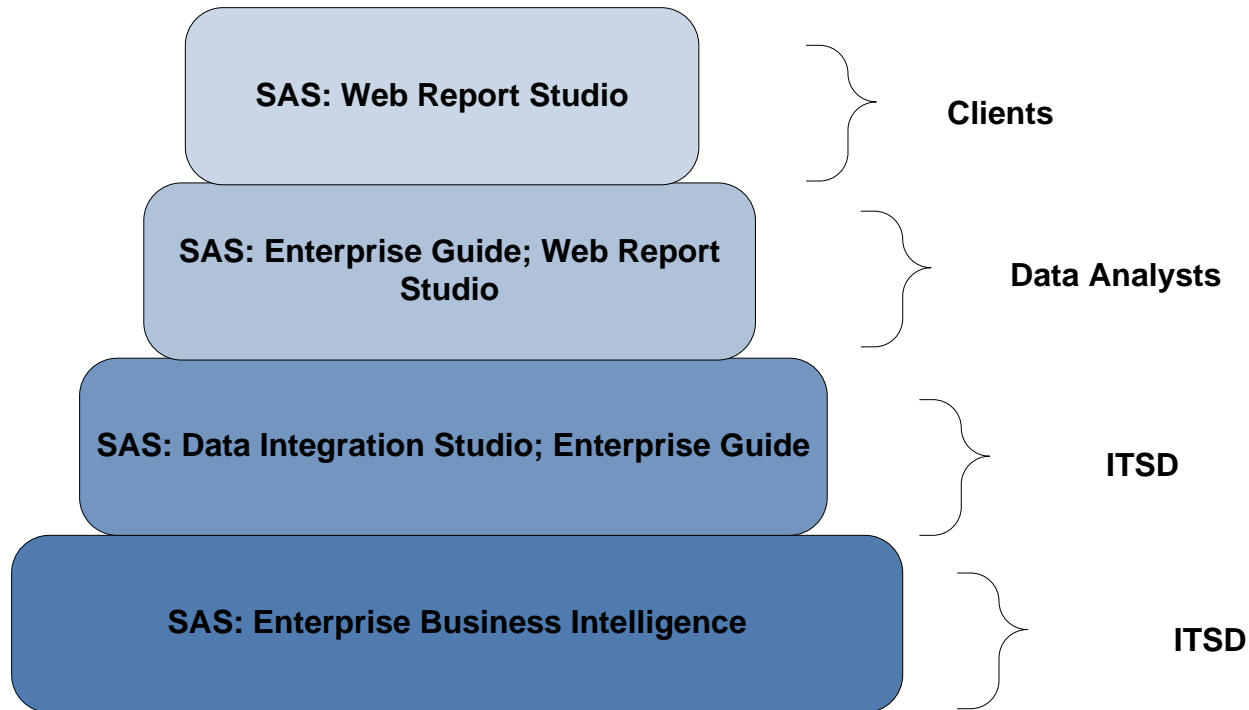 SAS: Web Report Studio
Clients
SAS: Enterprise Guide; Web Report
Studio
Data Analysts
SAS: Data Integration Studio; Enterprise Guide
ITSD
SAS: Enterprise Business Intelligence
ITSD